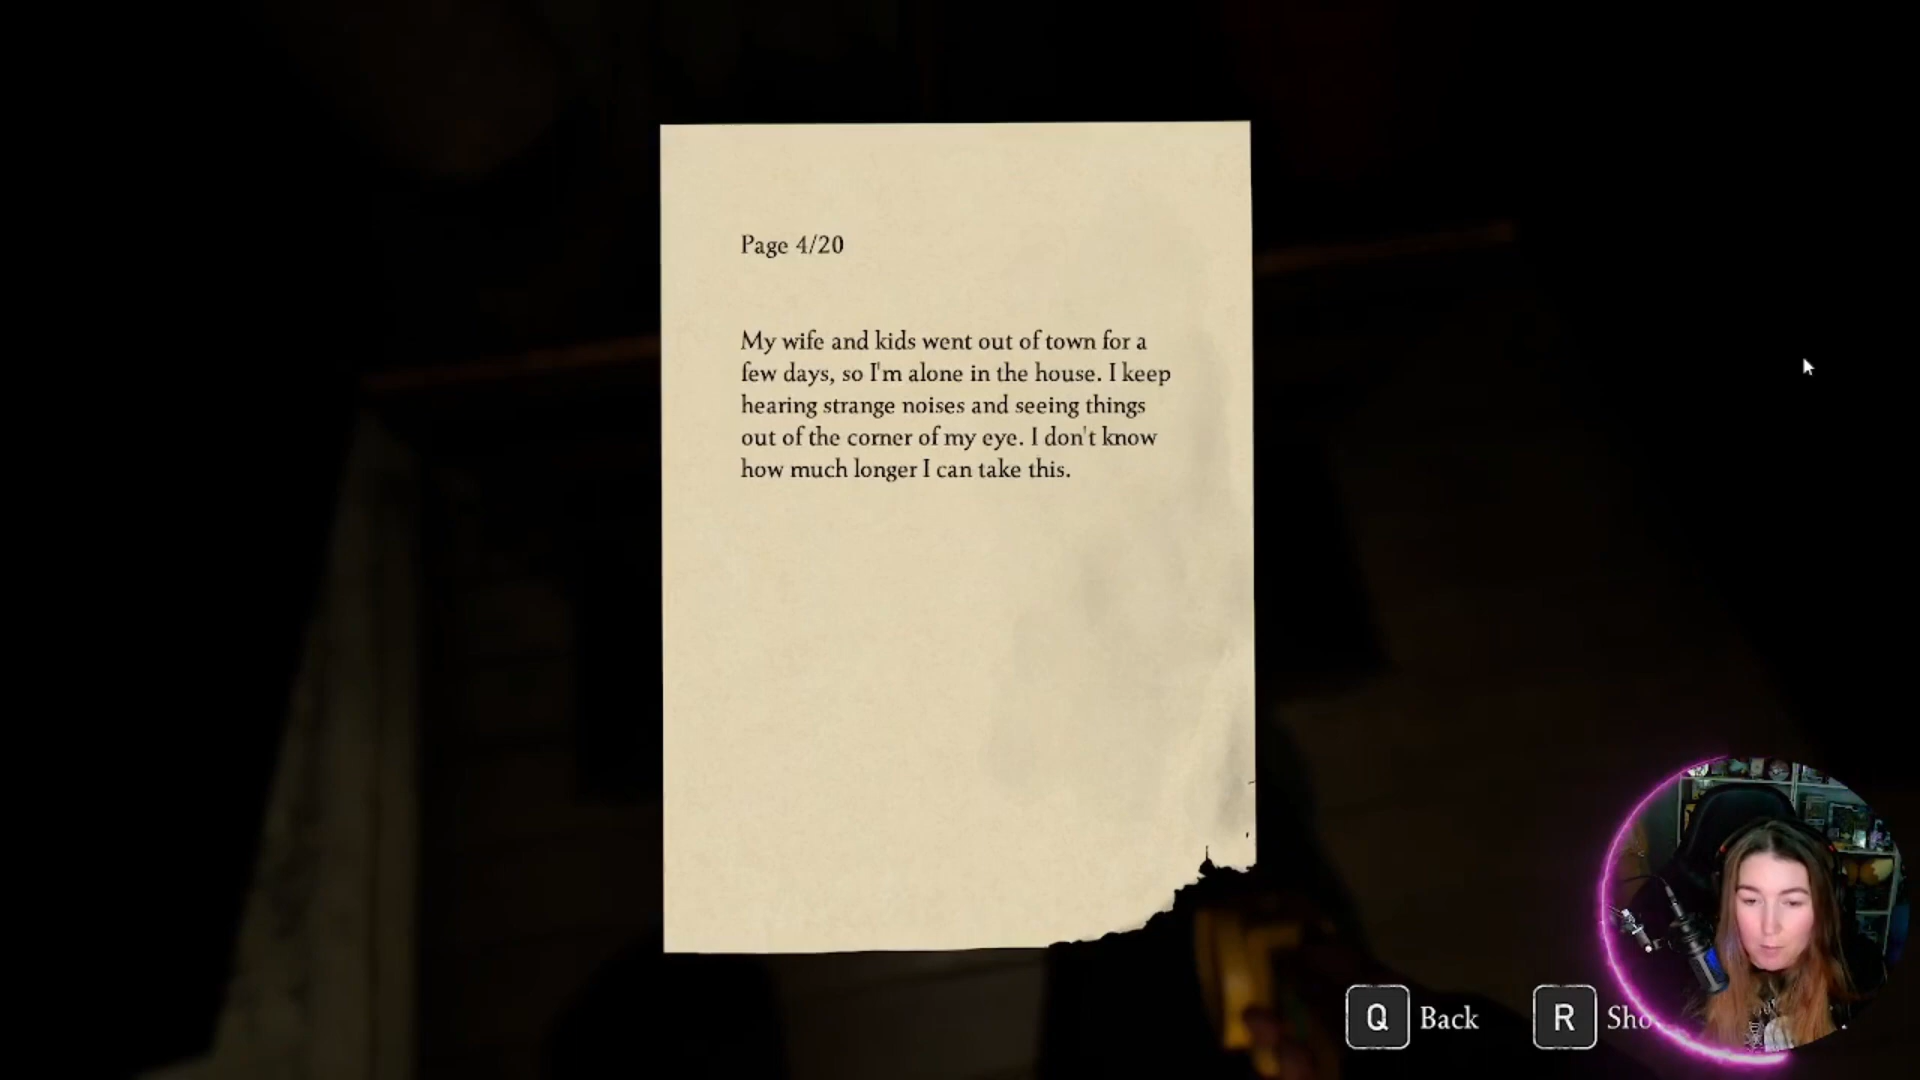 Page 4/20
My wife and kids went out of town for a
few days, so I'm alone in the house. I keep
hearing strange noises and seeing things
out of the corner of my eye. I don't know
how much longer I can take this.
Q Back
R